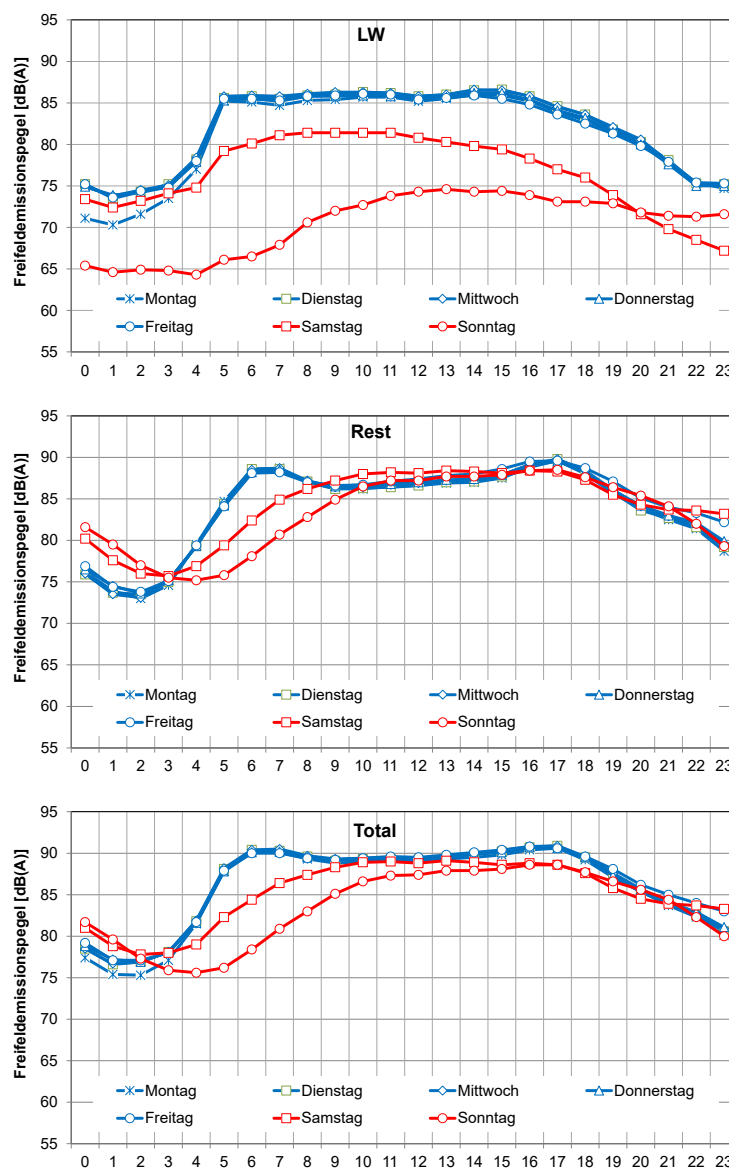 LW
Freifeldemissionspegel [dB(A)]
95
90
85
80
75
70
65
60
55
Montag Dienstag Mittwoch Donnerstag
Freitag Samstag Sonntag
0 1 2 3 4 5 6 7 8 9 10 11 12 13 14 15 16 17 18 19 20 21 22 23
Rest
Freifeldemissionspegel [dB(A)]
95
90
85
80
75
70
65
60
55
Montag Dienstag Mittwoch Donnerstag
Freitag Samstag Sonntag
0 1 2 3 4 5 6 7 8 9 10 11 12 13 14 15 16 17 18 19 20 21 22 23
Total
Freifeldemissionspegel [dB(A)]
95
90
85
80
75
70
65
60
55
Montag Dienstag Mittwoch Donnerstag
Freitag Samstag Sonntag
0 1 2 3 4 5 6 7 8 9 10 11 12 13 14 15 16 17 18 19 20 21 22 23